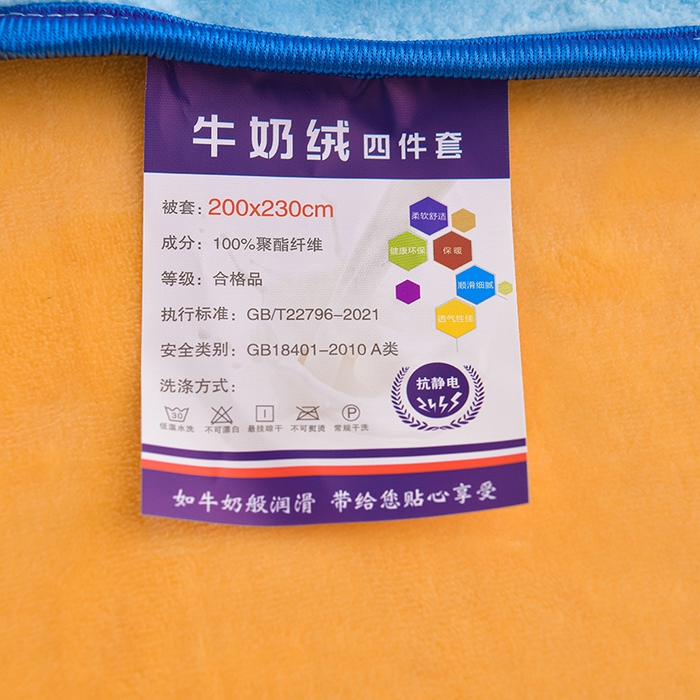 牛奶绒四件套
被套：200x230cm
成分：100%聚酯纤维
等级：合格品
执行标准：GB/T22796-2021
安全类别：GB18401-2010 A类
洗涤方式：
柔软舒适
健康环保
保暖
顺滑细腻
透气性佳
抗静电
30
P
低温水洗 不可漂白 悬挂晾干 不可熨烫 常规干洗
如牛奶般润滑 带给您贴心享受